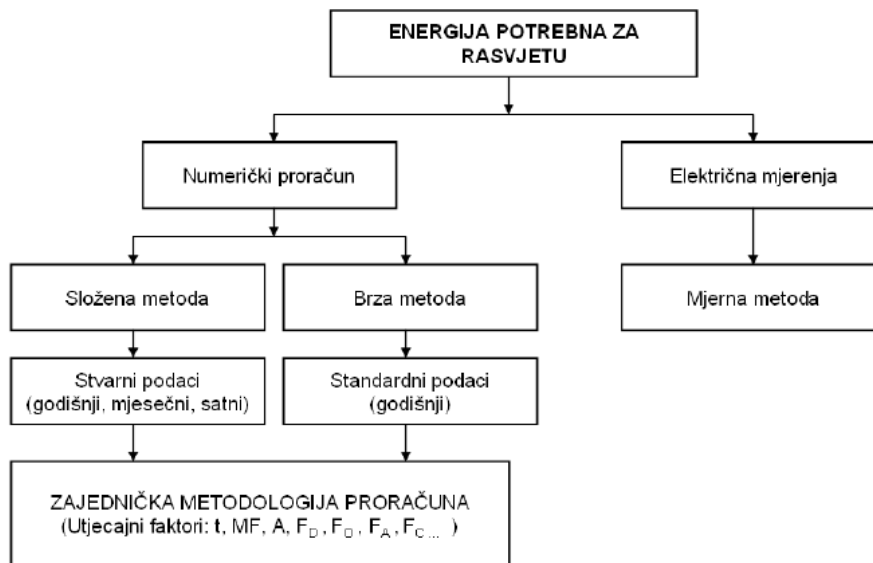 ENERGIJA POTREBNA ZA
RASVJETU
Numerički proračun
Električna mjerenja
Složena metoda
Brza metoda
Mjerna metoda
Stvarni podaci
(godišnji, mjesečni, satni)
Standardni podaci
(godišnji)
ZAJEDNIČKA METODOLOGIJA PRORAČUNA
(Utjecajni faktori: t, MF, A, F_D, F_O, F_A, F_C... )